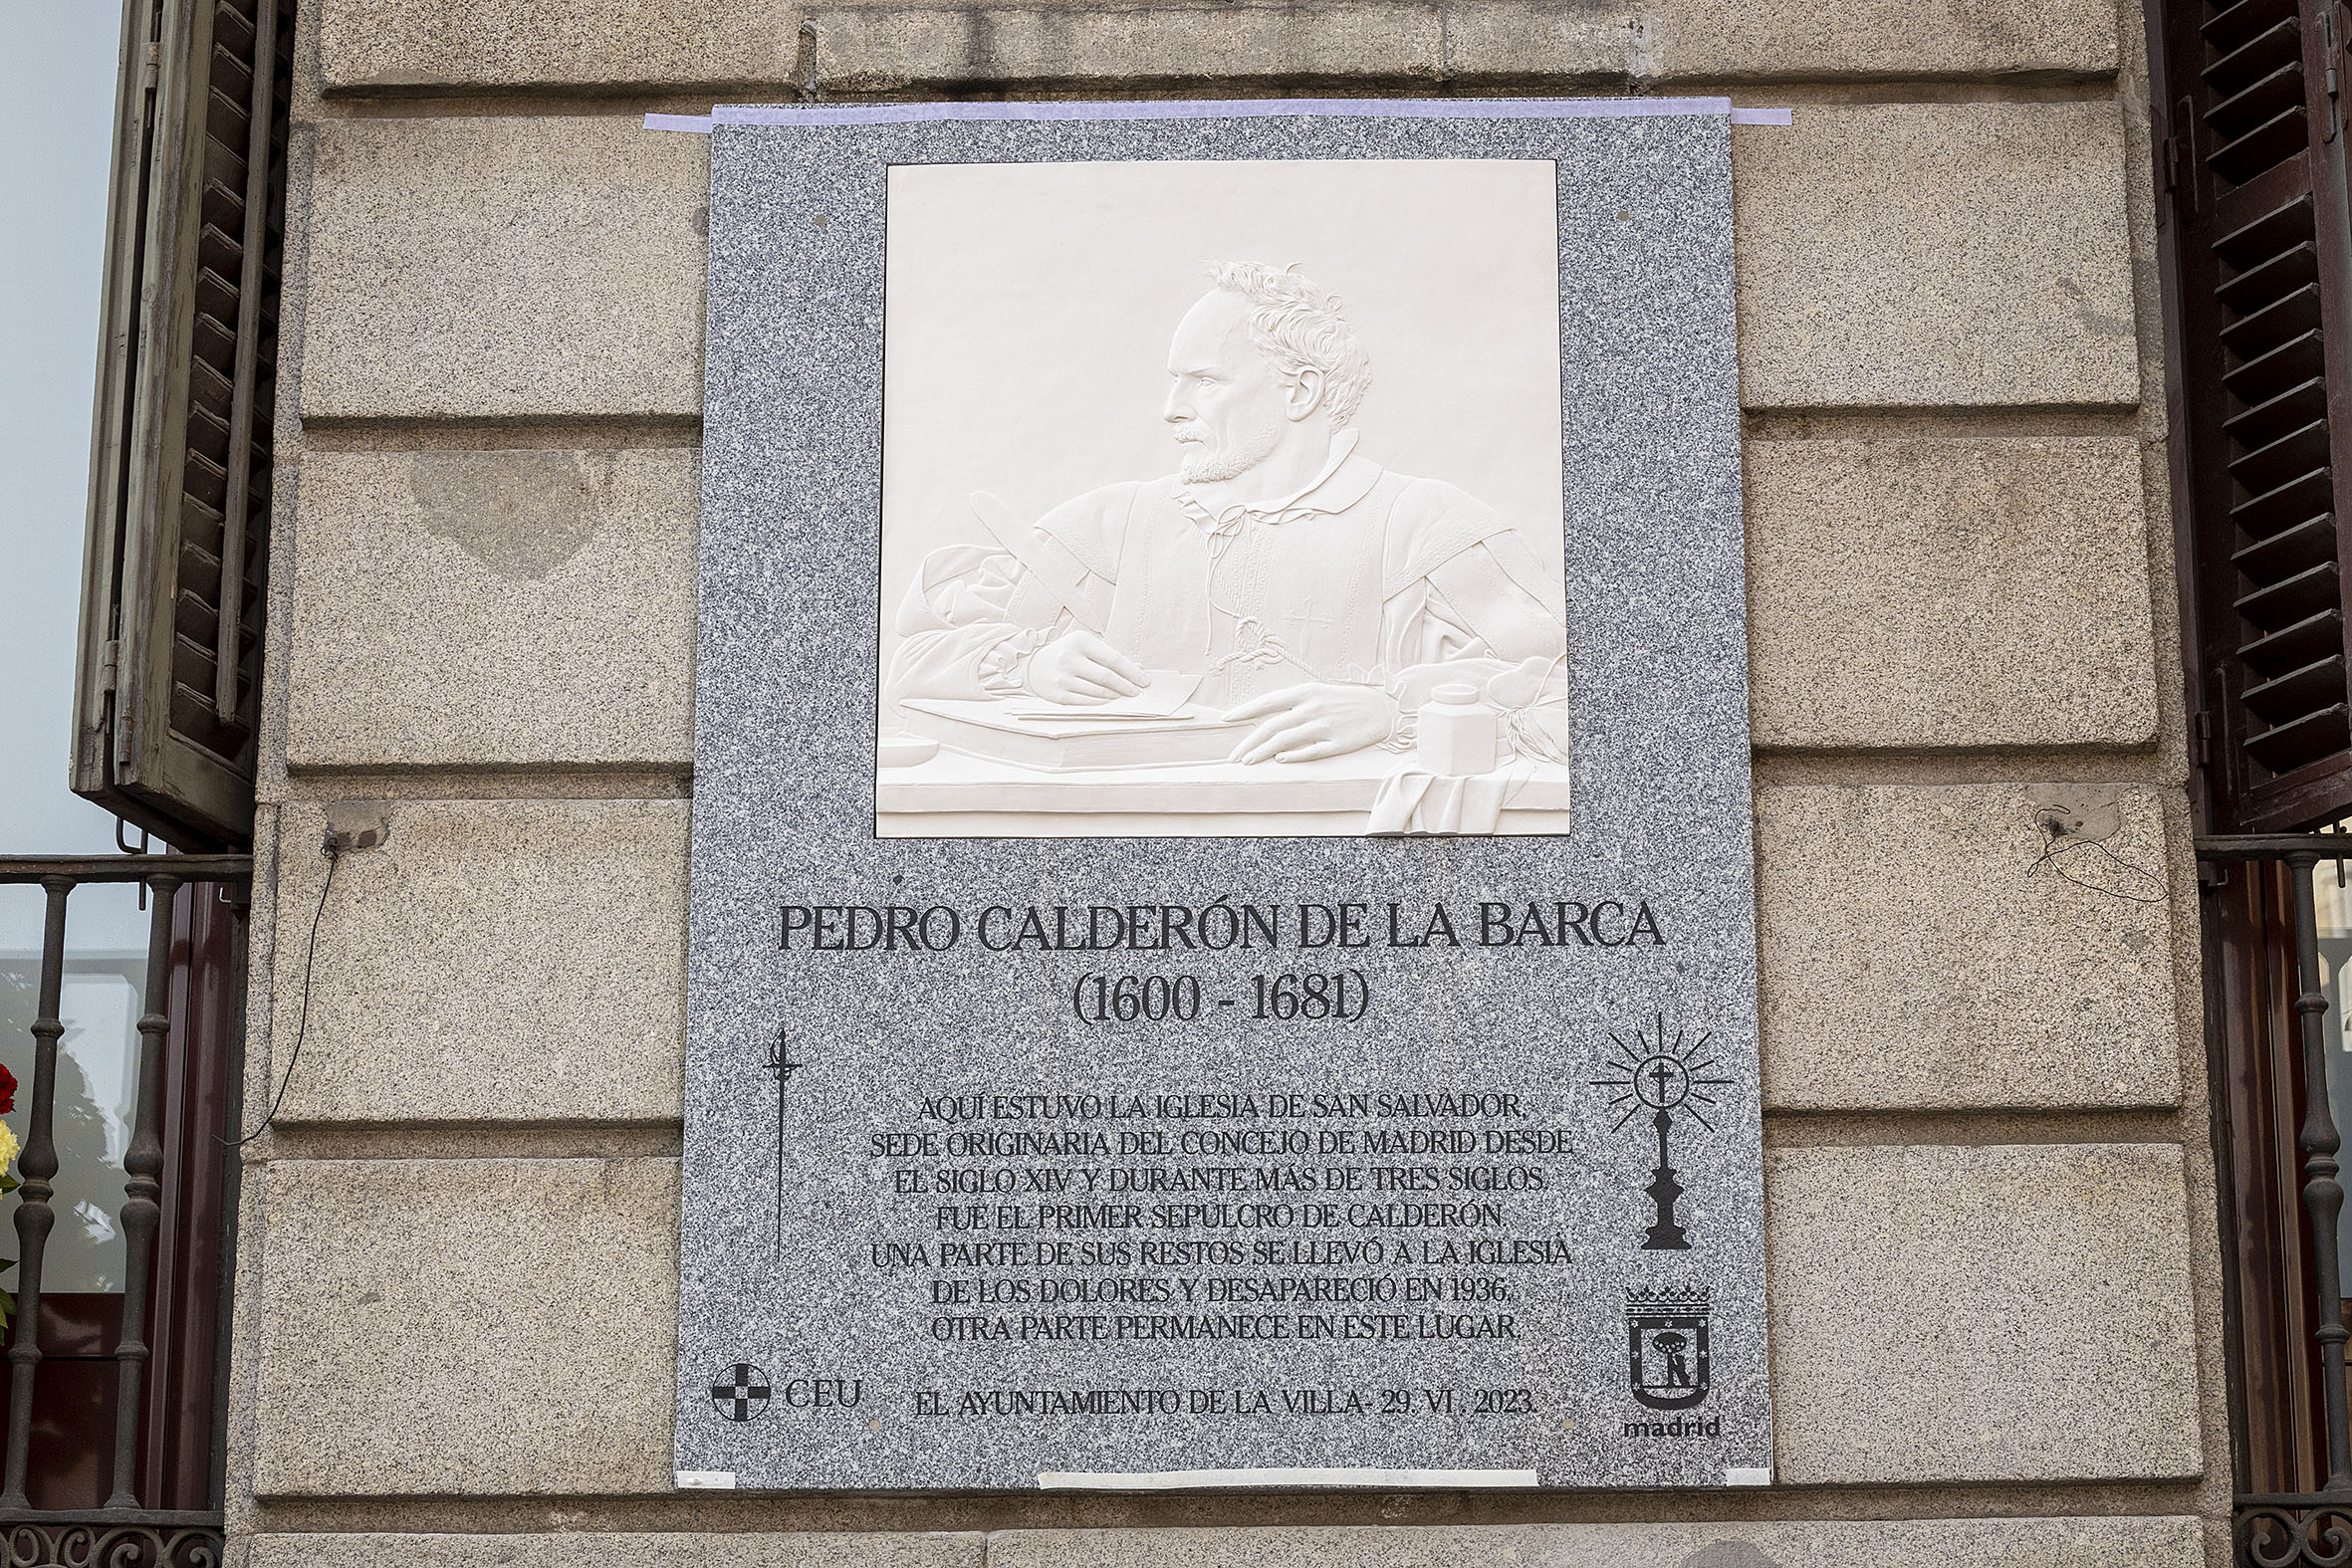 PEDRO CALDERÓN DE LA BARCA
(1600 - 1681)
AQUÍ ESTUVO LA IGLESIA DE SAN SALVADOR,
SEDE ORIGINARIA DEL CONCEJO DE MADRID DESDE
EL SIGLO XIV Y DURANTE MÁS DE TRES SIGLOS.
FUE EL PRIMER SEPULCRO DE CALDERÓN.
UNA PARTE DE SUS RESTOS SE LLEVÓ A LA IGLESIA
DE LOS DOLORES Y DESAPARECIÓ EN 1936,
OTRA PARTE PERMANECE EN ESTE LUGAR.
CEU
EL AYUNTAMIENTO DE LA VILLA- 29. VI . 2023.
madrid